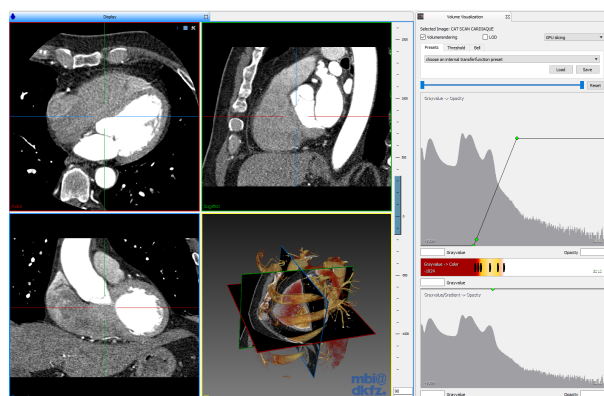 Display
Volume Visualization
Selected Image: CAT SCAN CARDIAQUE
Volumerendering
LOD
GPU slicing
Presets
Threshold
Bell
choose an internal transferfunction preset
Load
Save
Reset
Grayvalue -> Opacity
Grayvalue
Opacity
Grayvalue -> Color
-1024
Grayvalue
Grayvalue/Gradient -> Opacity
Grayvalue
Opacity
mbi@
dkfz.